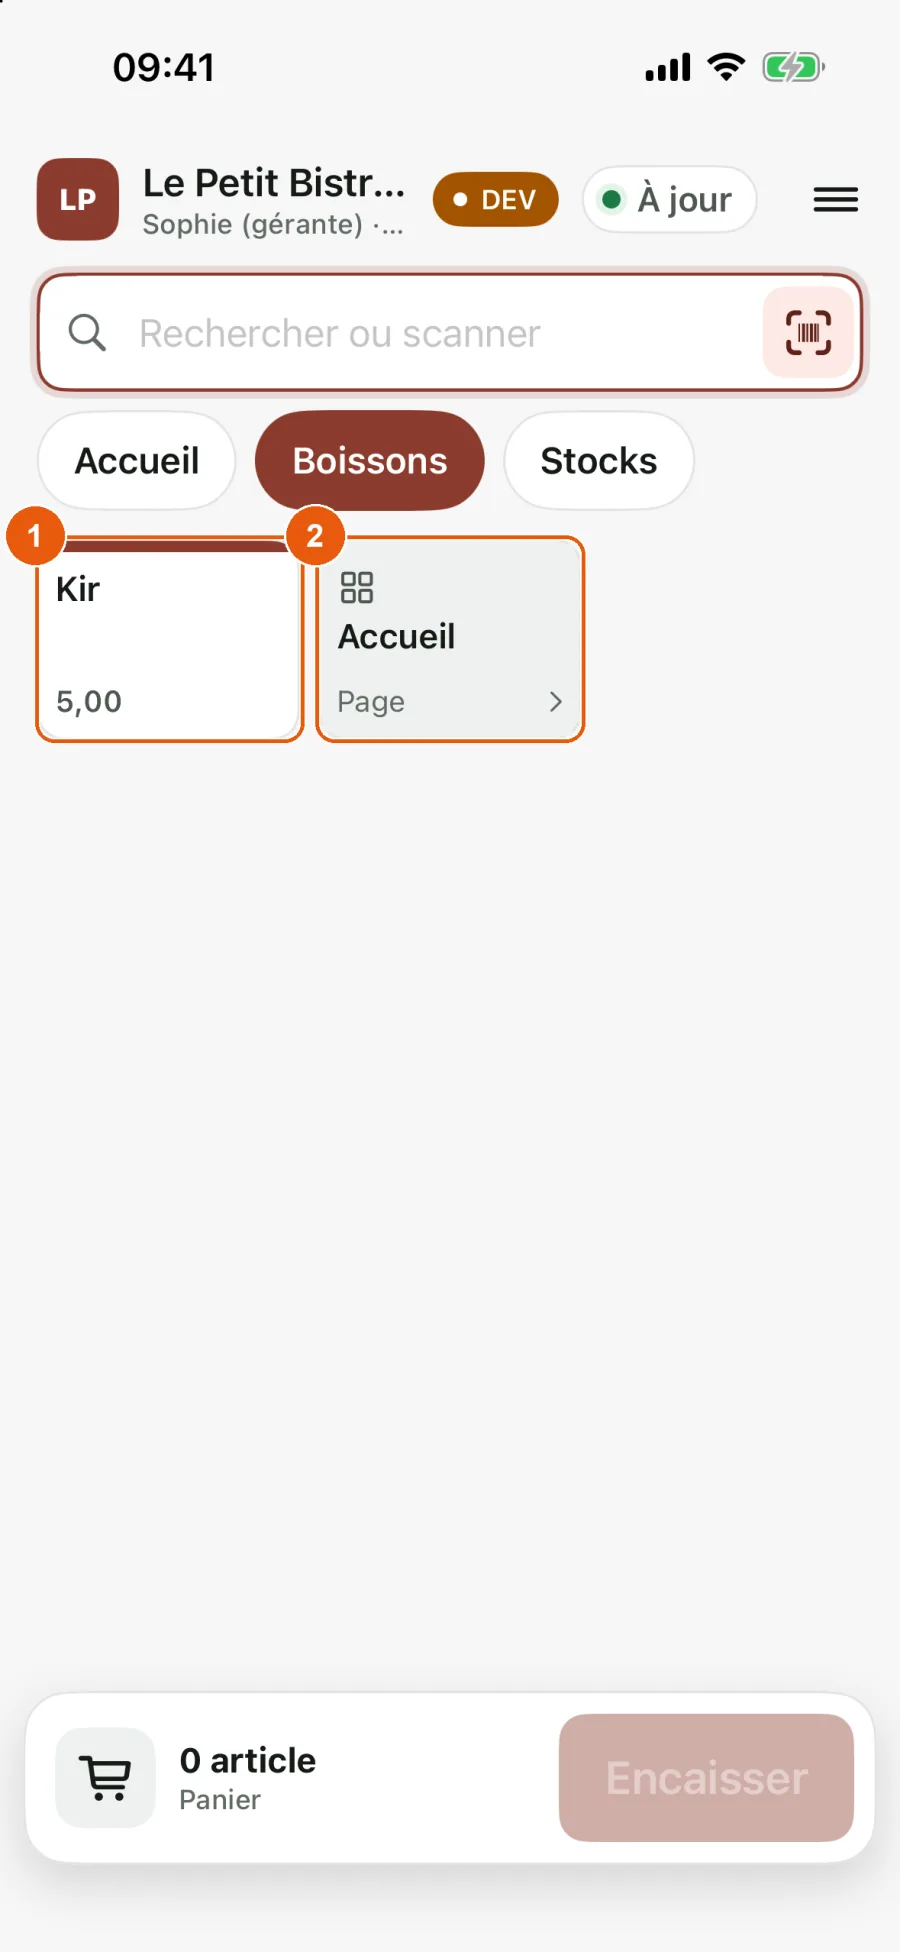 09:41
LP
Le Petit Bistr...
Sophie (gérante) ·...
DEV
À jour
Rechercher ou scanner
Accueil
Boissons
Stocks
1
2
Kir
5,00
Accueil
Page
0 article
Panier
Encaisser